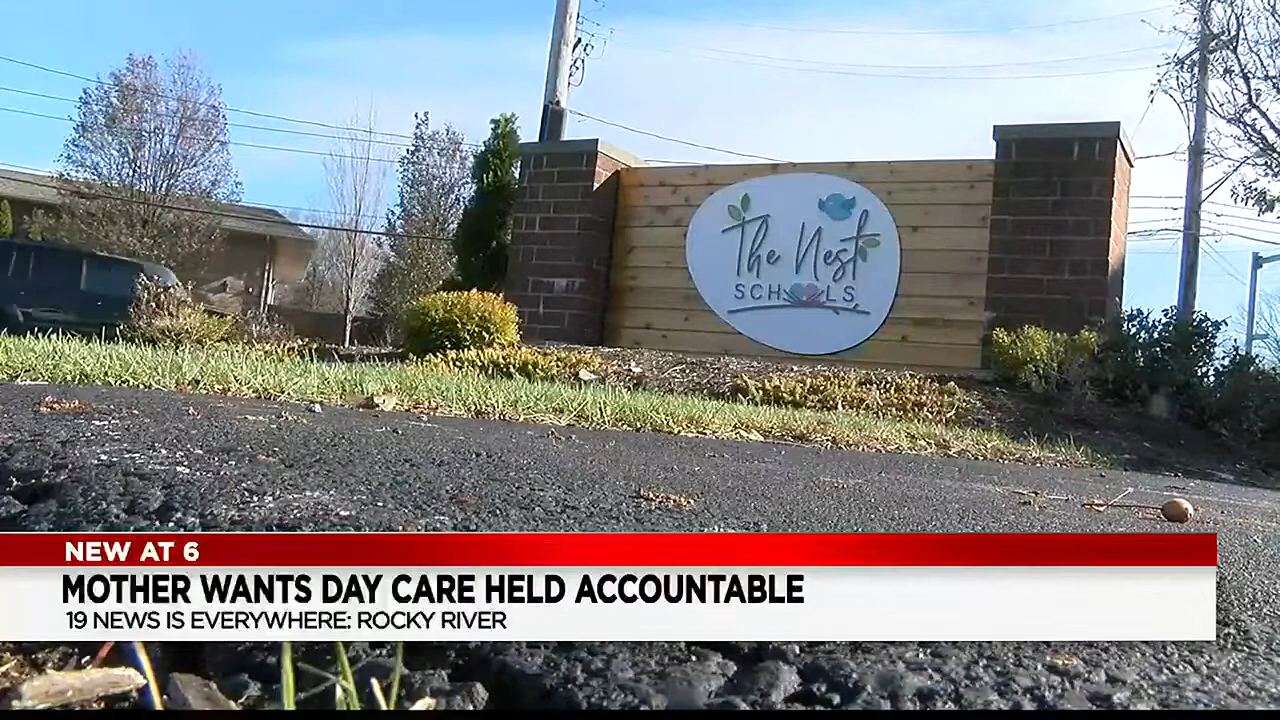 The Nest
SCHOOLS
NEW AT 6
MOTHER WANTS DAY CARE HELD ACCOUNTABLE
19 NEWS IS EVERYWHERE: ROCKY RIVER